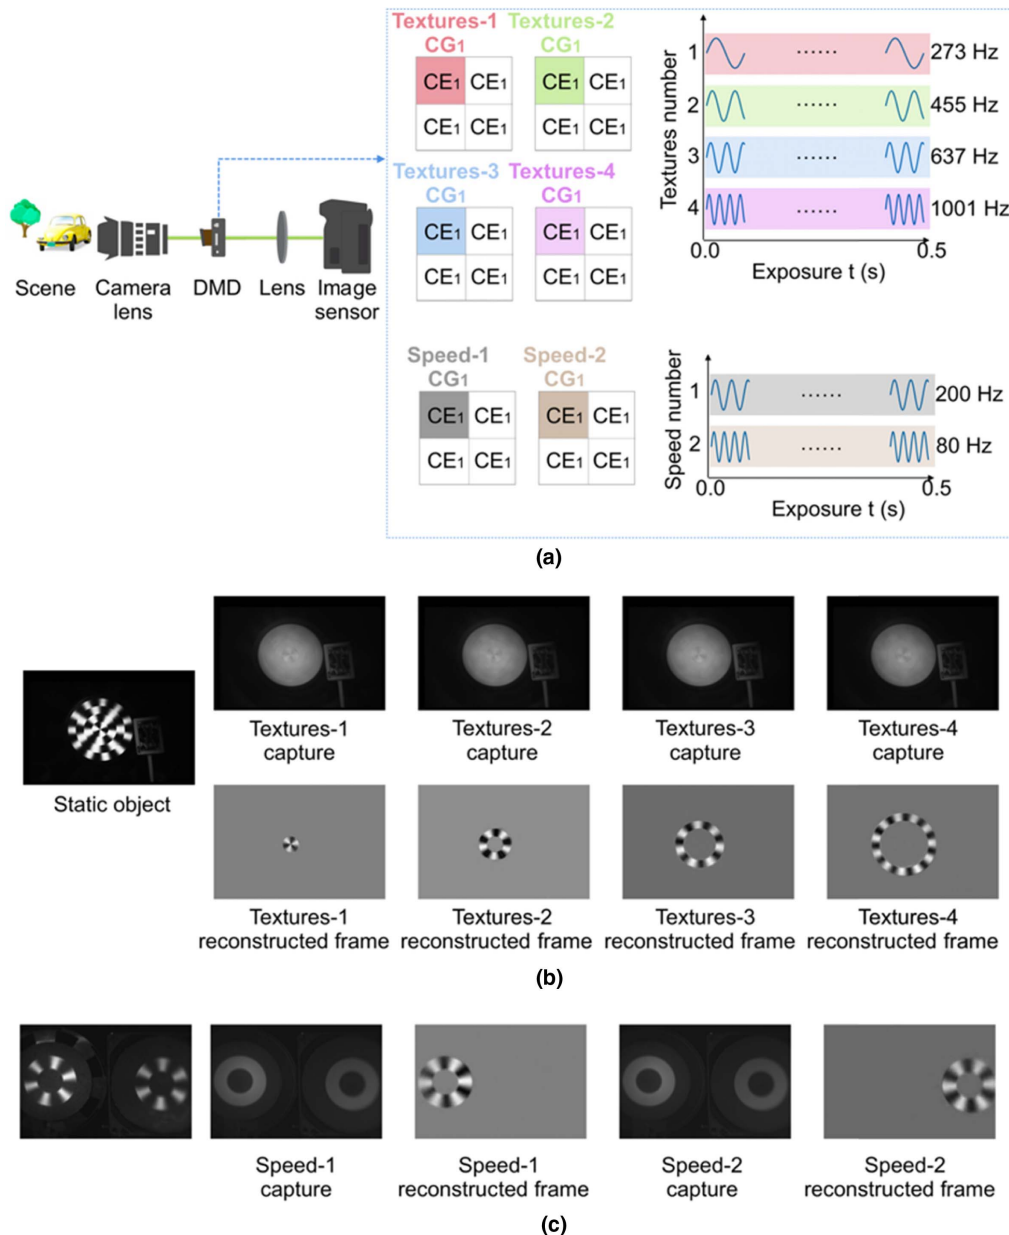 Textures-1 Textures-2
CG1 CG1
CE1 CE1 CE1 CE1
CE1 CE1 CE1 CE1
Textures-3 Textures-4
CG1 CG1
CE1 CE1 CE1 CE1
CE1 CE1 CE1 CE1
Textures number
1 ...... 273 Hz
2 ...... 455 Hz
3 ...... 637 Hz
4 ...... 1001 Hz
0.0 0.5
Exposure t (s)
Scene
Camera lens
DMD
Lens
Image sensor
Speed-1 Speed-2
CG1 CG1
CE1 CE1 CE1 CE1
CE1 CE1 CE1 CE1
Speed number
1 ...... 200 Hz
2 ...... 80 Hz
0.0 0.5
Exposure t (s)
(a)
Static object
Textures-1 capture
Textures-2 capture
Textures-3 capture
Textures-4 capture
Textures-1 reconstructed frame
Textures-2 reconstructed frame
Textures-3 reconstructed frame
Textures-4 reconstructed frame
(b)
Speed-1 capture
Speed-1 reconstructed frame
Speed-2 capture
Speed-2 reconstructed frame
(c)